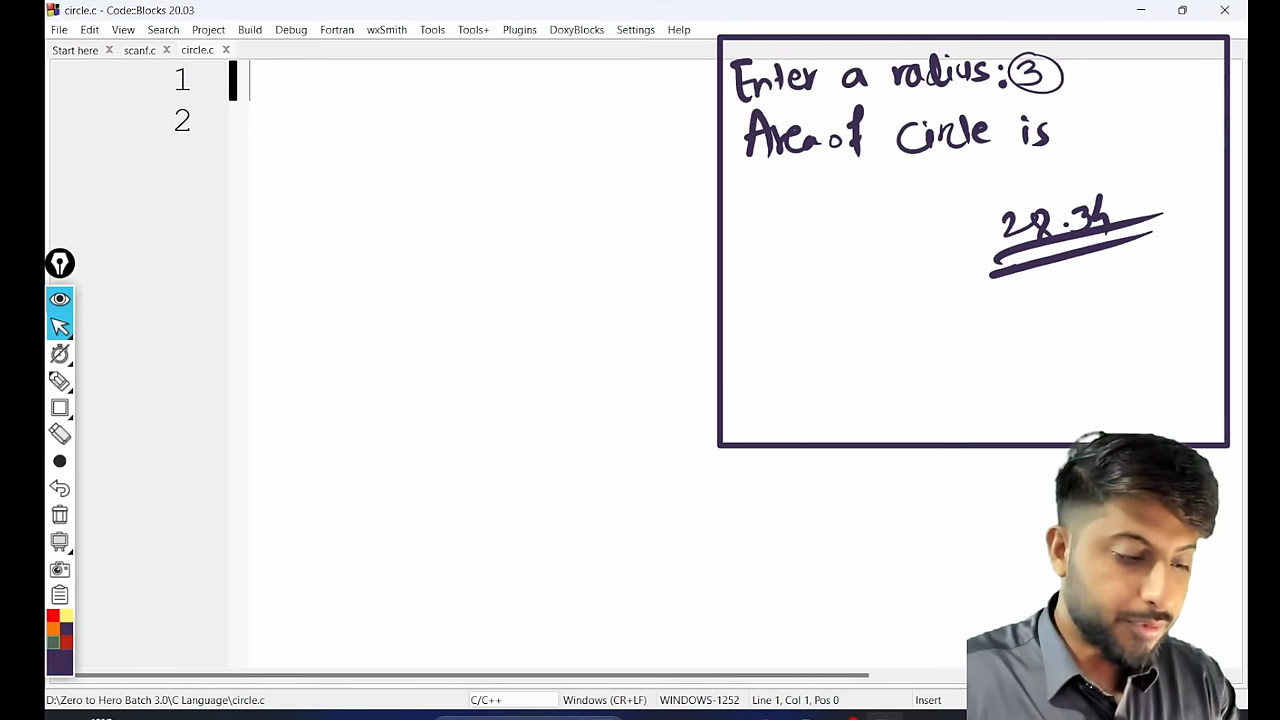 circle.c - Code::Blocks 20.03
File Edit View Search Project Build Debug Fortran wxSmith Tools Tools+ Plugins DoxyBlocks Settings Help
Start here scanf.c circle.c
1
2
Enter a radius: 3
Area of circle is
28.34
D:\Zero to Hero Batch 3.0\C Language\circle.c C/C++ Windows (CR+LF) WINDOWS-1252 Line 1, Col 1, Pos 0 Insert